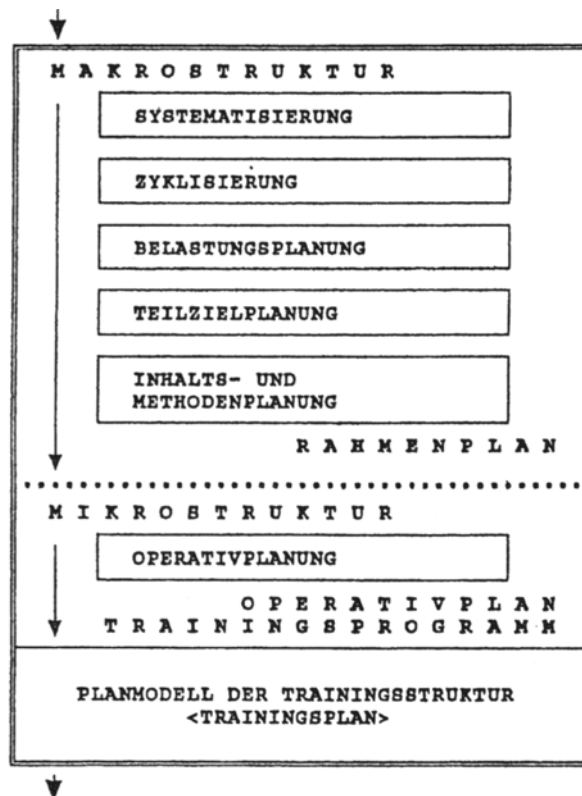 MAKROSTRUKTUR
SYSTEMATISIERUNG
ZYKLISIERUNG
BELASTUNGSPLANUNG
TEILZIELPLANUNG
INHALTS- UND
METHODENPLANUNG
RAHMENPLAN
MIKROSTRUKTUR
OPERATIVPLANUNG
OPERATIVPLAN
TRAININGSPROGRAMM
PLANMODELL DER TRAININGSSTRUKTUR
<TRAININGSPLAN>